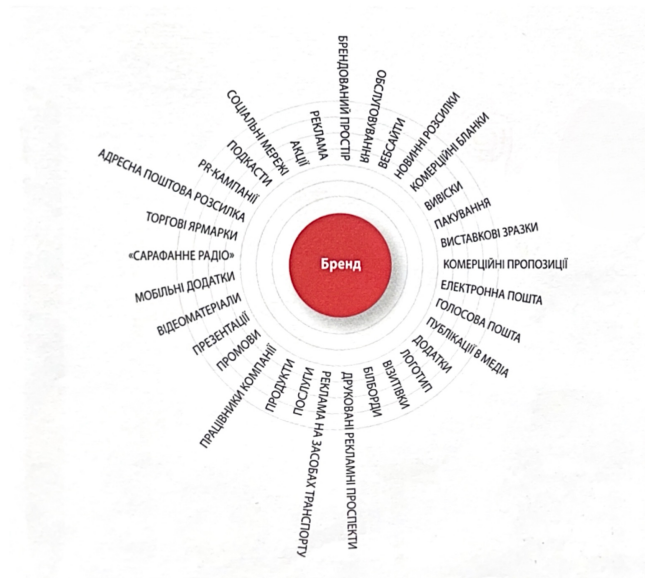 БРЕНДОВАНИЙ ПРОСТІР
ОБСЛУГОВУВАННЯ
ВЕБСАЙТИ
НОВИННІ РОЗСИЛКИ
КОМЕРЦІЙНІ БЛАНКИ
ВИВІСКИ
ПАКУВАННЯ
ВИСТАВКОВІ ЗРАЗКИ
КОМЕРЦІЙНІ ПРОПОЗИЦІЇ
ЕЛЕКТРОННА ПОШТА
ГОЛОСОВА ПОШТА
ПУБЛІКАЦІЇ В МЕДІА
ДОДАТКИ
ЛОГОТИП
ВІЗИТІВКИ
БІЛБОРДИ
ДРУКОВАНІ РЕКЛАМНІ ПРОСПЕКТИ
РЕКЛАМА НА ЗАСОБАХ ТРАНСПОРТУ
ПОСЛУГИ
ПРОДУКТИ
ПРАЦІВНИКИ КОМПАНІЇ
ПРОМОВИ
ПРЕЗЕНТАЦІЇ
ВІДЕОМАТЕРІАЛИ
МОБІЛЬНІ ДОДАТКИ
«САРАФАННЕ РАДІО»
ТОРГОВІ ЯРМАРКИ
АДРЕСНА ПОШТОВА РОЗСИЛКА
PR-КАМПАНІЇ
ПОДКАСТИ
СОЦІАЛЬНІ МЕРЕЖІ
АКЦІЇ
РЕКЛАМА
Бренд